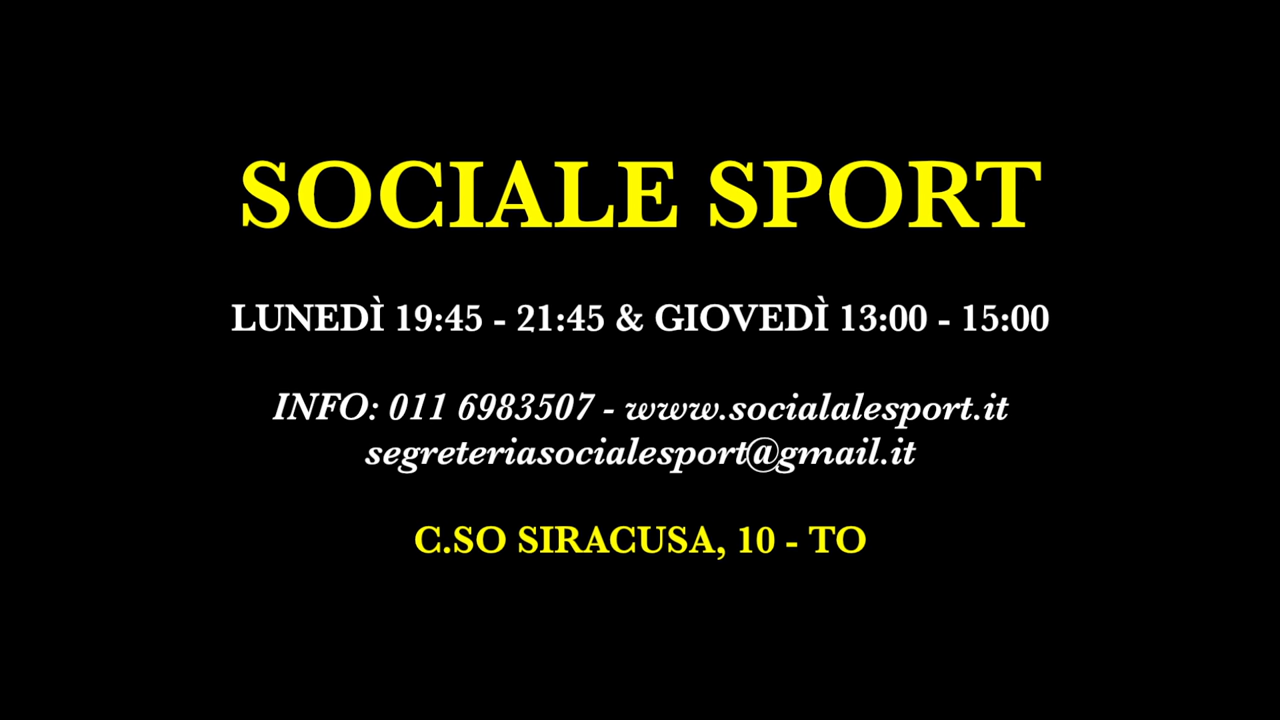 SOCIALE SPORT
LUNEDÌ 19:45 - 21:45 & GIOVEDÌ 13:00 - 15:00
INFO: 011 6983507 - www.socialalesport.it
segreteriasocialesport@gmail.it
C.SO SIRACUSA, 10 - TO